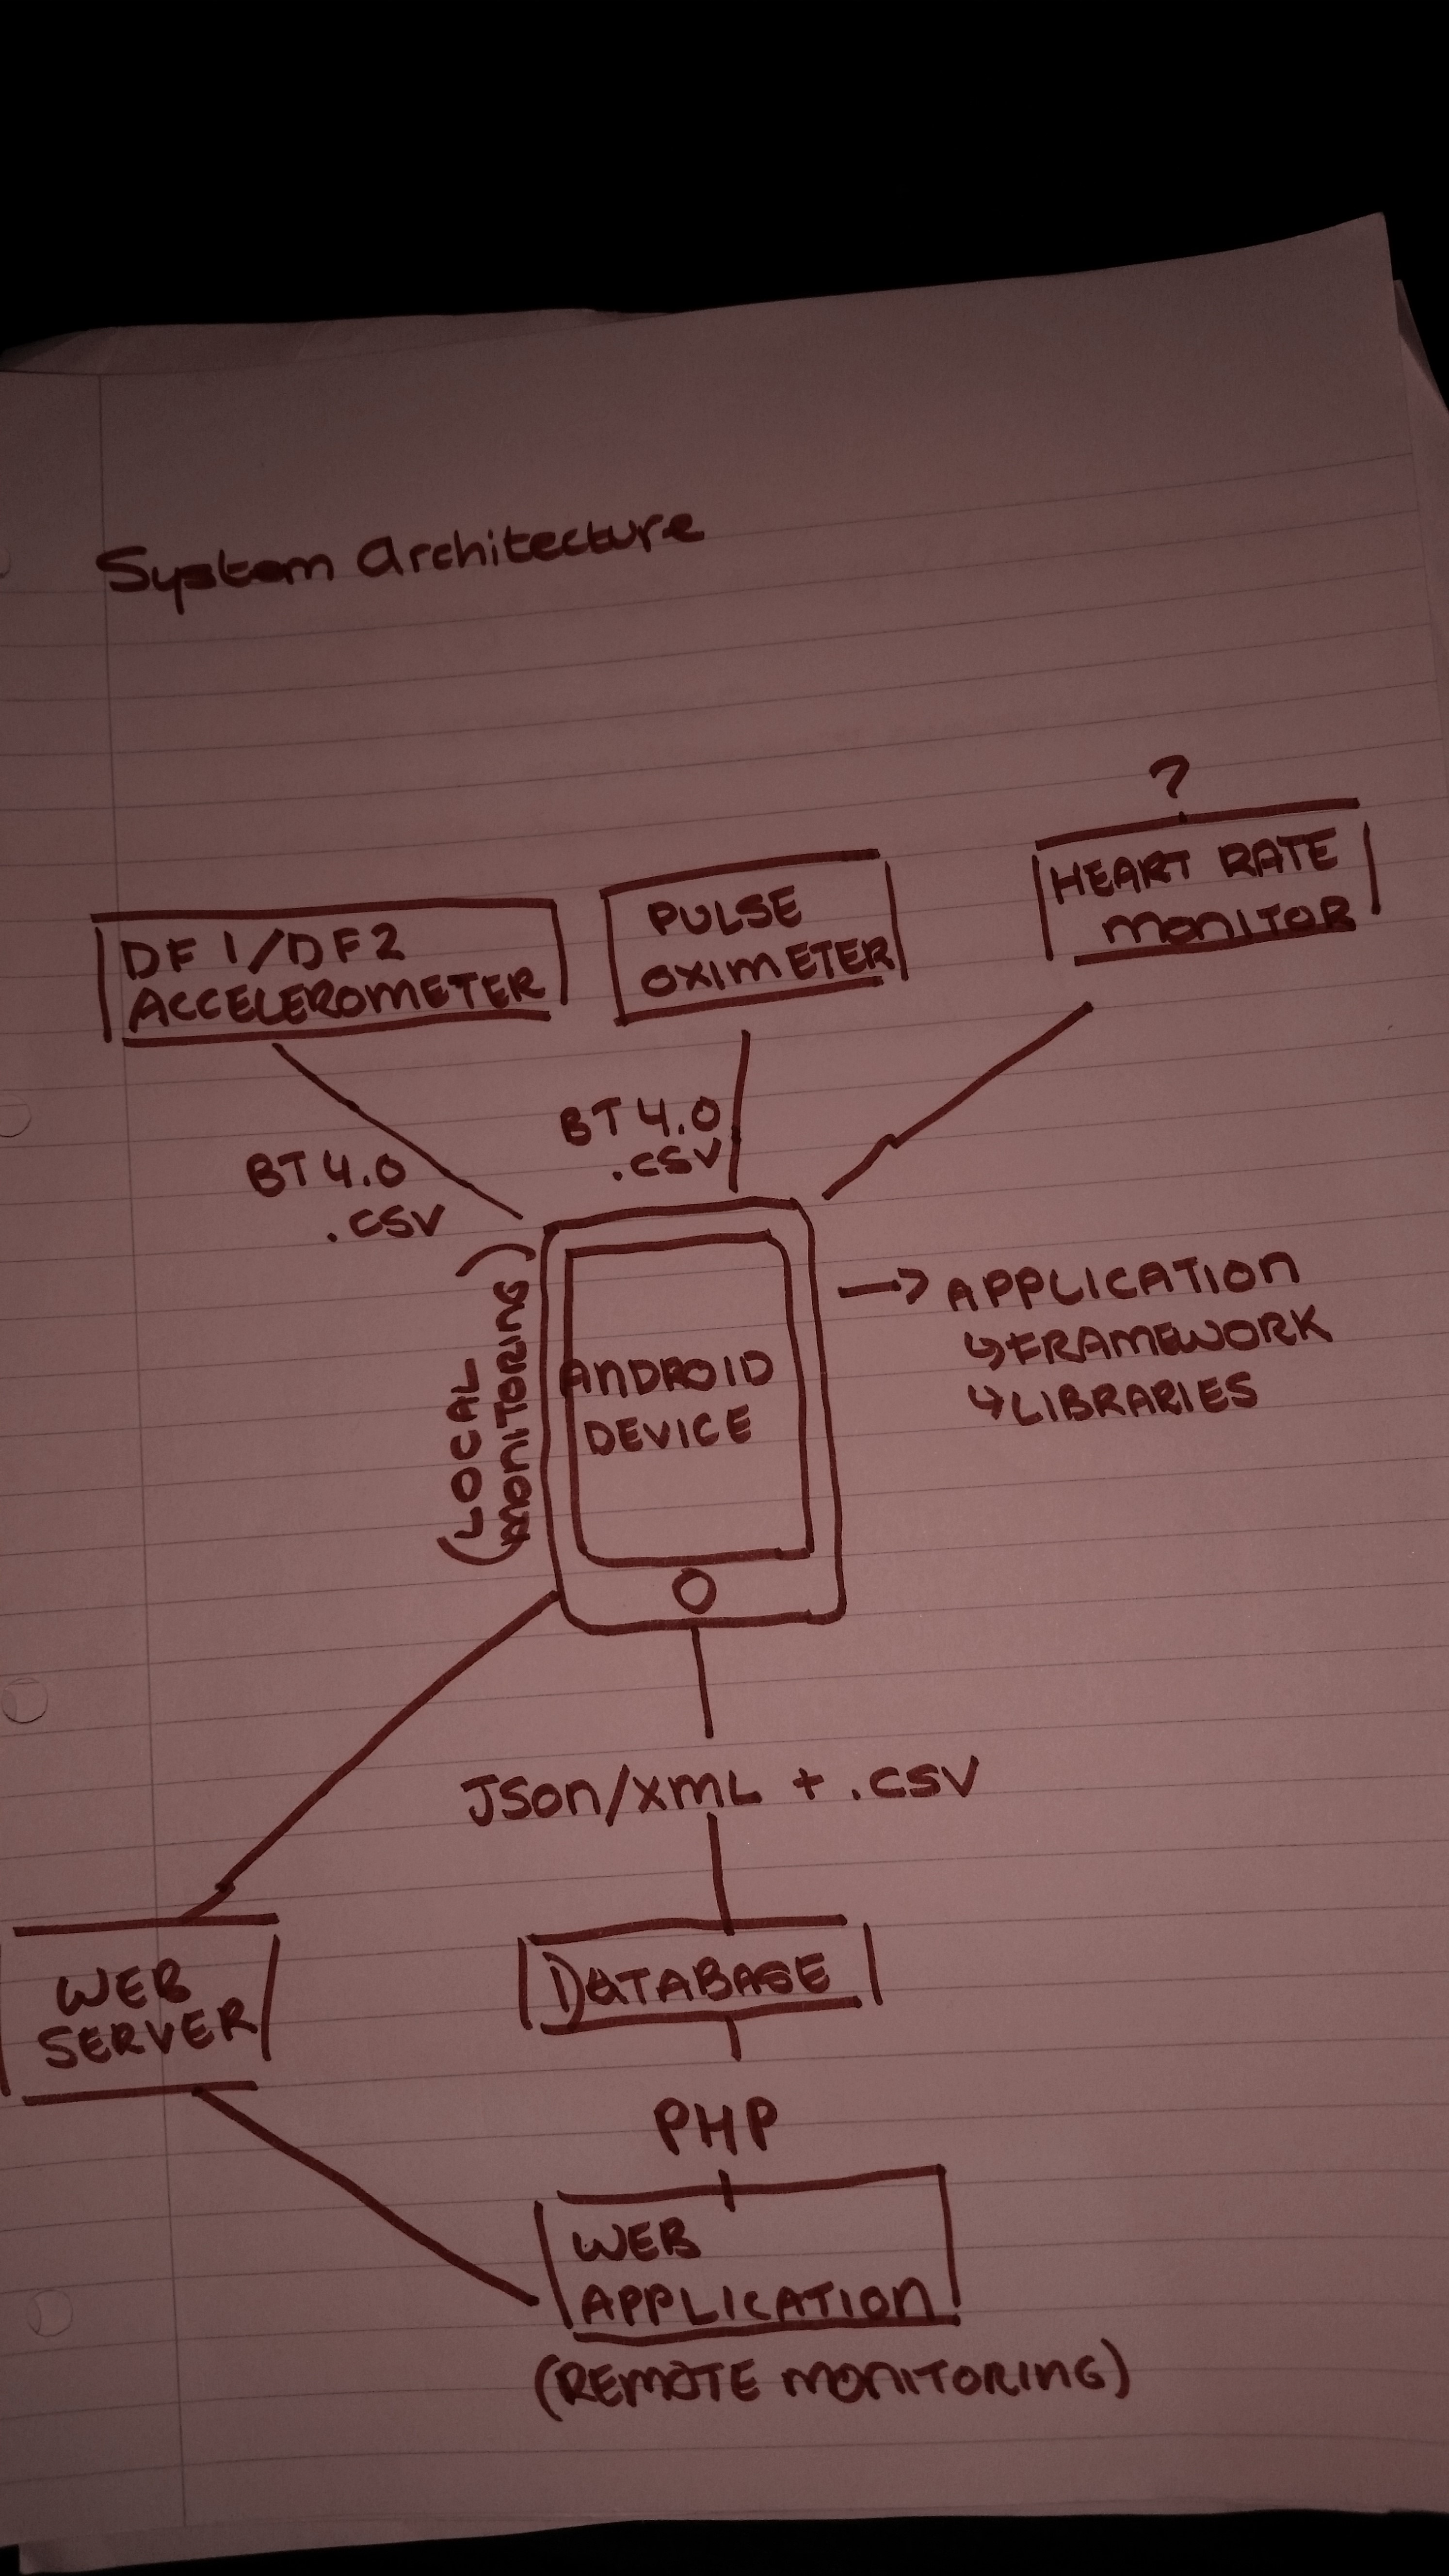 System Architecture
?
DF1/DF2
ACCELEROMETER
PULSE
OXIMETER
HEART RATE
MONITOR
BT 4.0
.CSV
BT 4.0
.CSV
(LOCAL
MONITORING)
ANDROID
DEVICE
→ APPLICATION
↳ FRAMEWORK
↳ LIBRARIES
JSON/XML + .CSV
WEB
SERVER
DATABASE
PHP
WEB
APPLICATION
(REMOTE MONITORING)